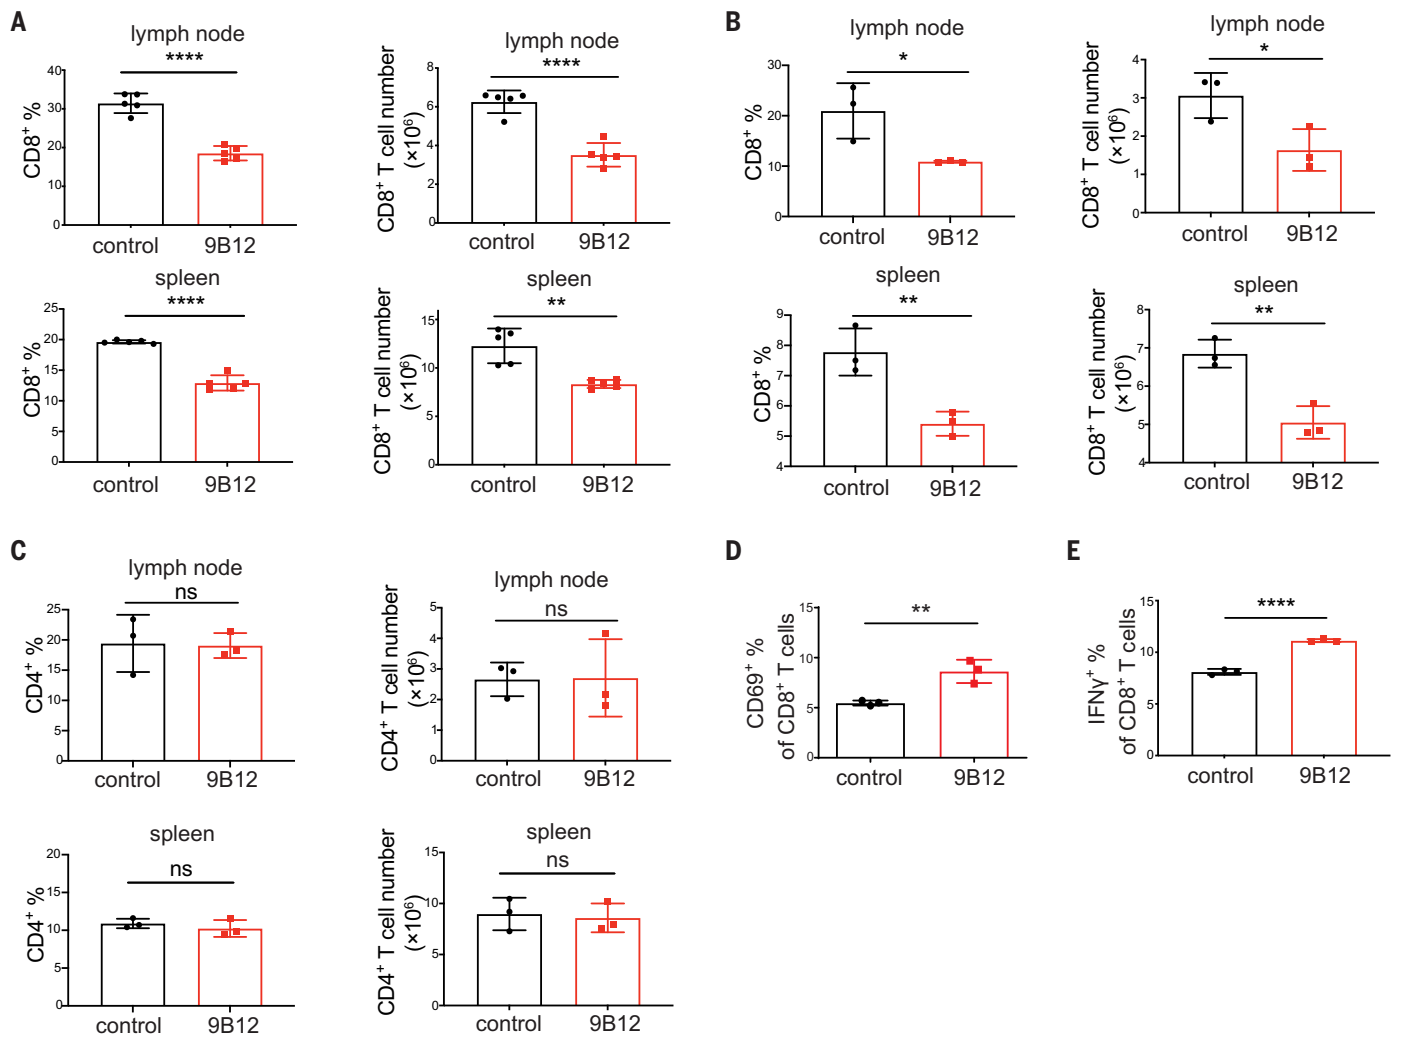 A
lymph node
****
CD8+ %
40
30
20
10
0
control 9B12
lymph node
****
CD8+ T cell number
(×10⁶)
8
6
4
2
0
control 9B12
spleen
****
CD8+ %
25
20
15
10
5
0
control 9B12
spleen
**
CD8+ T cell number
(×10⁶)
15
10
5
0
control 9B12
B
lymph node
*
CD8+ %
30
20
10
0
control 9B12
lymph node
*
CD8+ T cell number
(×10⁶)
4
3
2
1
0
control 9B12
spleen
**
CD8+ %
9
8
7
6
5
4
control 9B12
spleen
**
CD8+ T cell number
(×10⁶)
8
7
6
5
4
control 9B12
C
lymph node
ns
CD4+ %
25
20
15
10
5
0
control 9B12
lymph node
ns
CD4+ T cell number
(×10⁶)
5
4
3
2
1
0
control 9B12
spleen
ns
CD4+ %
20
15
10
5
0
control 9B12
spleen
ns
CD4+ T cell number
(×10⁶)
15
10
5
0
control 9B12
D
**
CD69+ %
of CD8+ T cells
15
10
5
0
control 9B12
E
****
IFNγ+ %
of CD8+ T cells
15
10
5
0
control 9B12